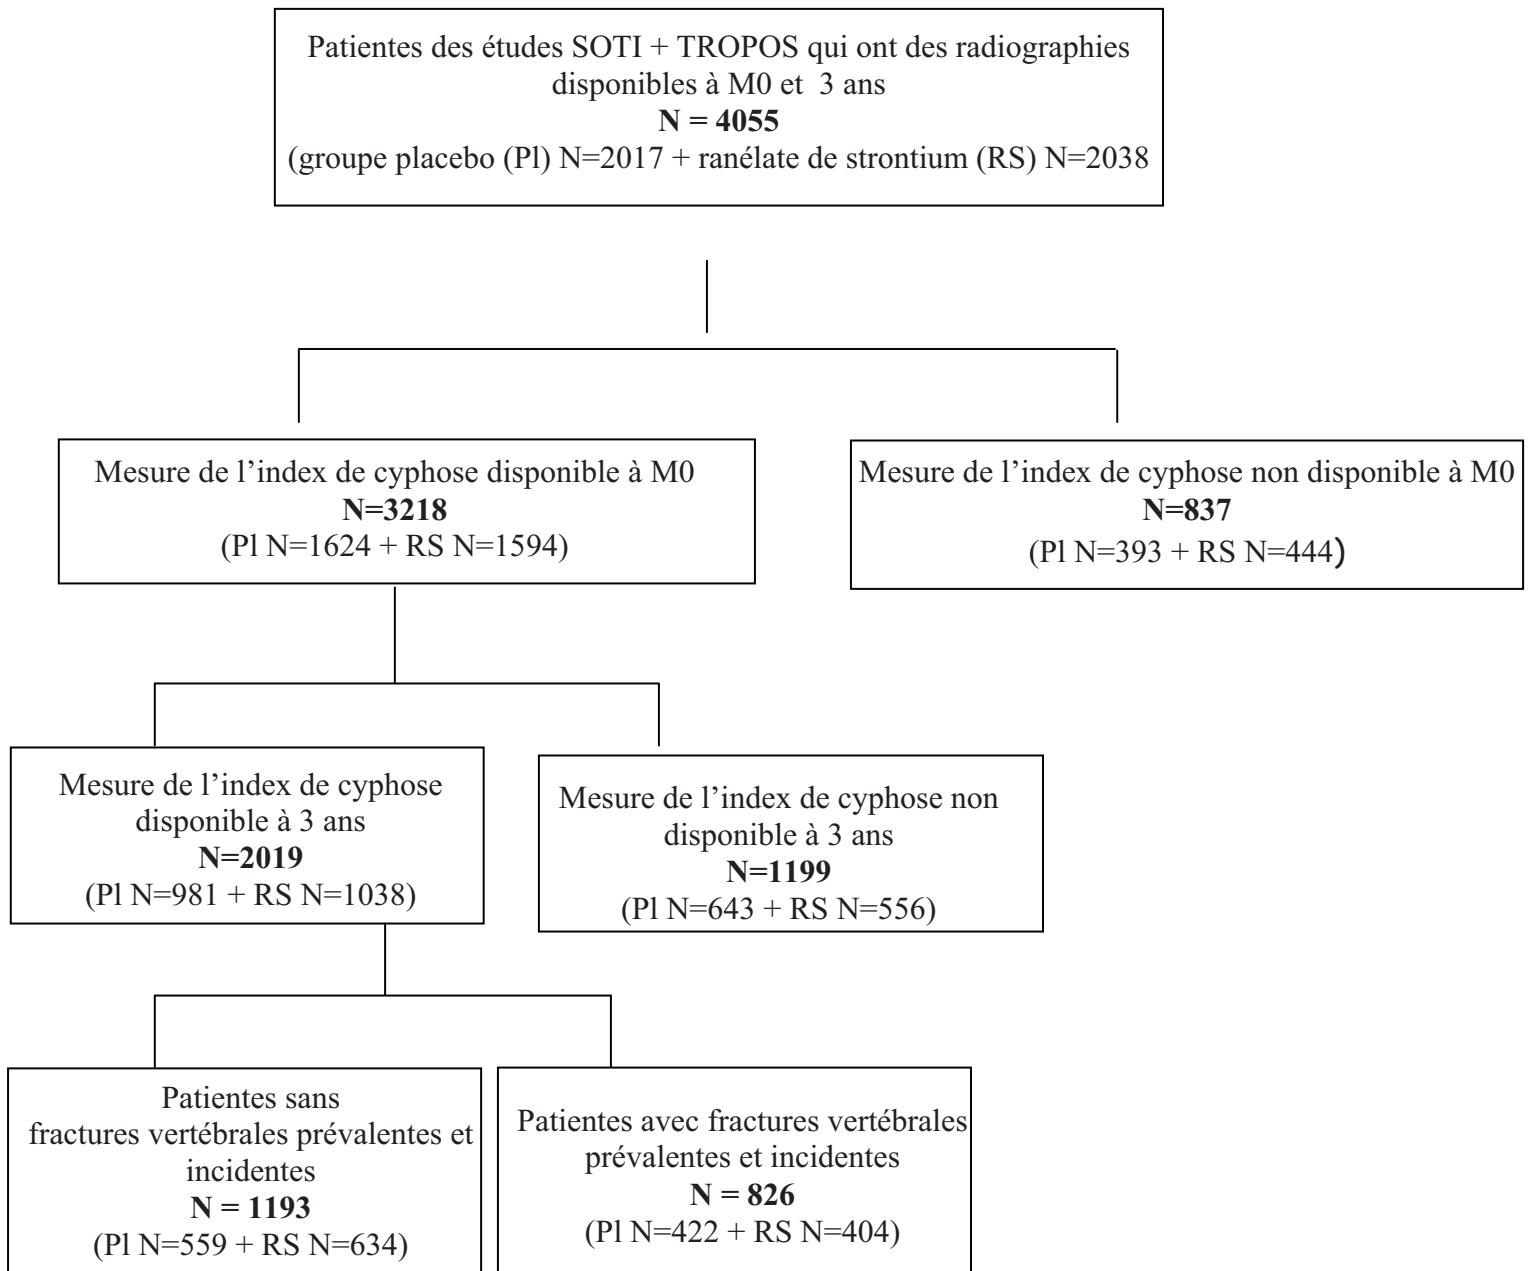 Patientes des études SOTI + TROPOS qui ont des radiographies
disponibles à M0 et 3 ans
N = 4055
(groupe placebo (Pl) N=2017 + ranélate de strontium (RS) N=2038
Mesure de l’index de cyphose disponible à M0
N=3218
(Pl N=1624 + RS N=1594)
Mesure de l’index de cyphose non disponible à M0
N=837
(Pl N=393 + RS N=444)
Mesure de l’index de cyphose
disponible à 3 ans
N=2019
(Pl N=981 + RS N=1038)
Mesure de l’index de cyphose non
disponible à 3 ans
N=1199
(Pl N=643 + RS N=556)
Patientes sans
fractures vertébrales prévalentes et
incidentes
N = 1193
(Pl N=559 + RS N=634)
Patientes avec fractures vertébrales
prévalentes et incidentes
N = 826
(Pl N=422 + RS N=404)